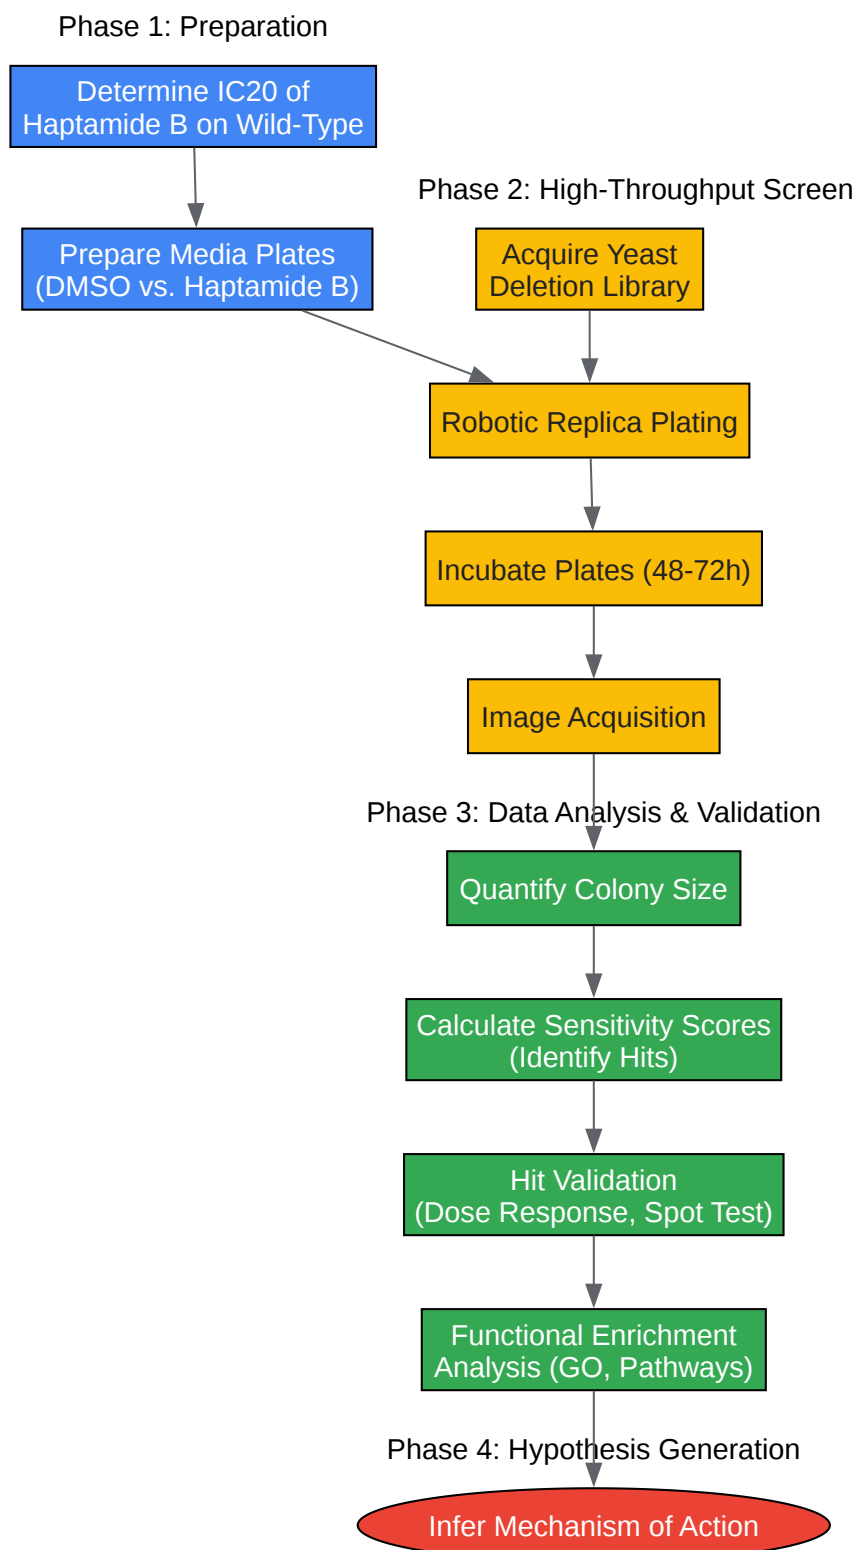 Phase 1: Preparation
Determine IC20 of
Haptamide B on Wild-Type
Phase 2: High-Throughput Screen
Prepare Media Plates
(DMSO vs. Haptamide B)
Acquire Yeast
Deletion Library
Robotic Replica Plating
Incubate Plates (48-72h)
Image Acquisition
Phase 3: Data Analysis & Validation
Quantify Colony Size
Calculate Sensitivity Scores
(Identify Hits)
Hit Validation
(Dose Response, Spot Test)
Functional Enrichment
Analysis (GO, Pathways)
Phase 4: Hypothesis Generation
Infer Mechanism of Action